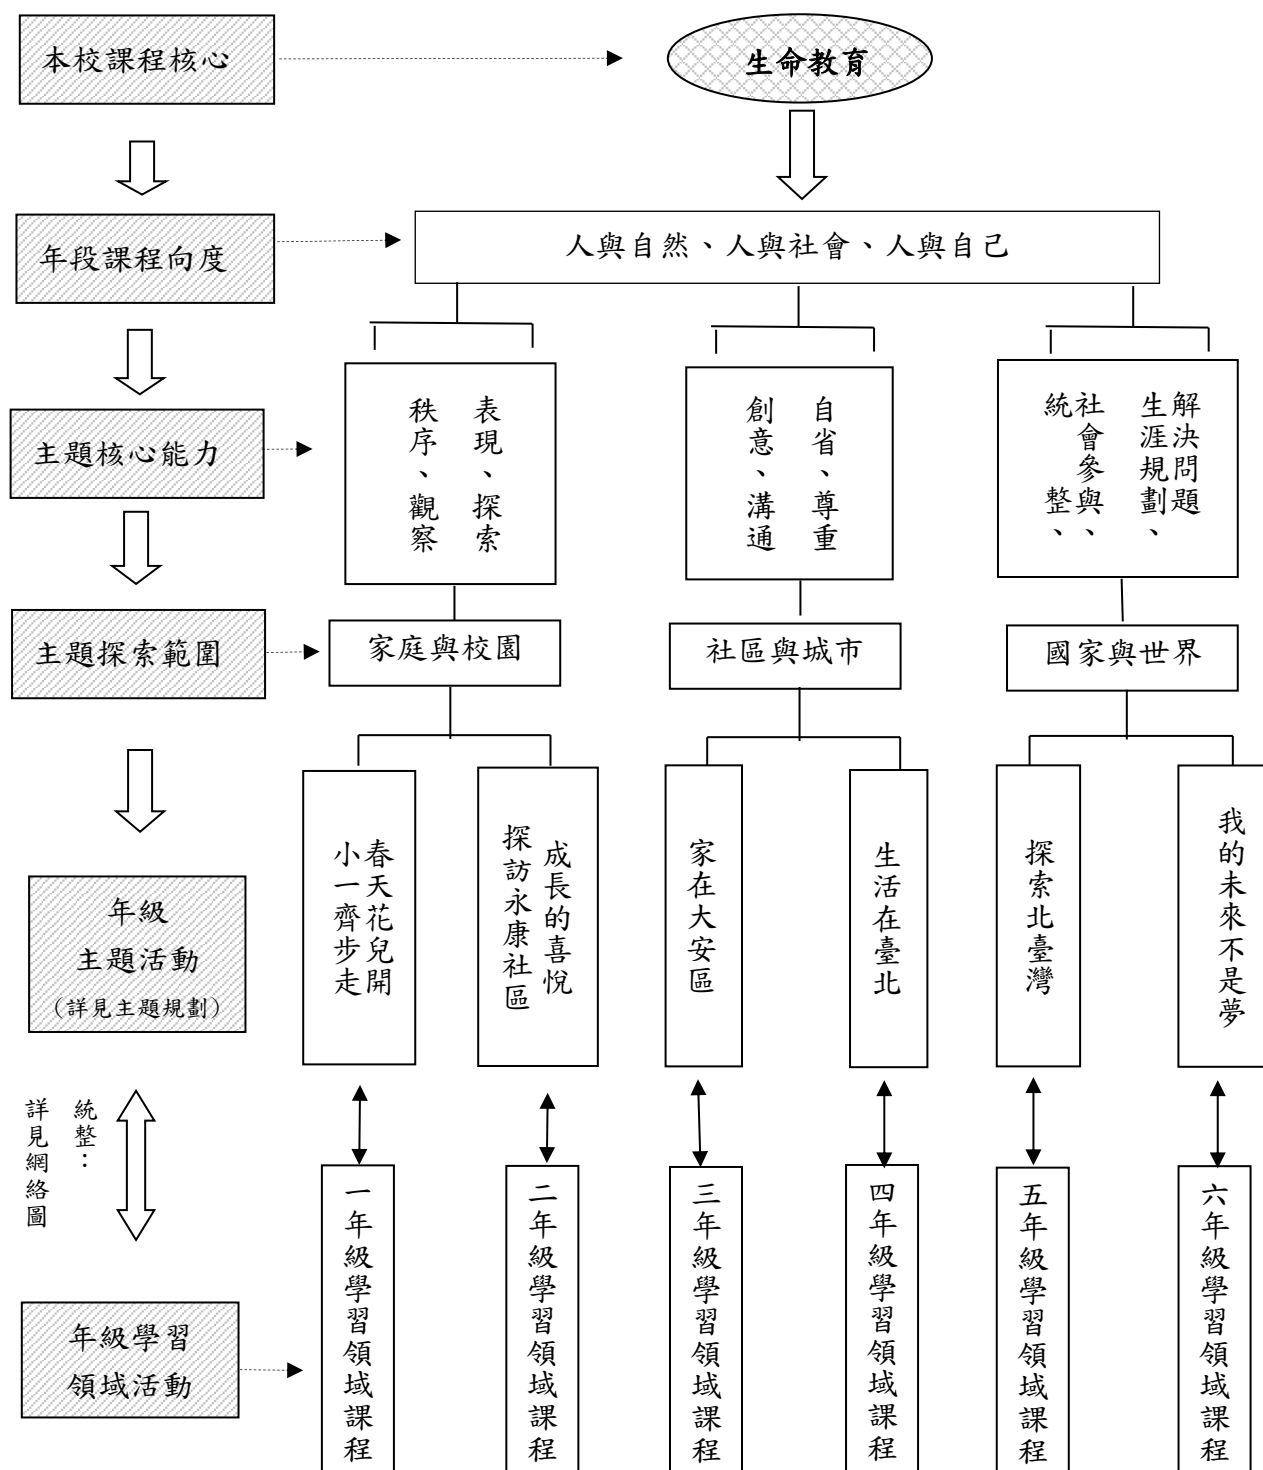 本校課程核心
生命教育
年段課程向度
人與自然、人與社會、人與自己
主題核心能力
表現、探索
秩序、觀察
自省、尊重
創意、溝通
解決問題
生涯規劃、
社會參與、
統整、
主題探索範圍
家庭與校園
社區與城市
國家與世界
年級
主題活動
(詳見主題規劃)
春天花兒開
小一齊步走
成長的喜悅
探訪永康社區
家在大安區
生活在臺北
探索北臺灣
我的未來不是夢
統整：
詳見網絡圖
年級學習
領域活動
一年級學習領域課程
二年級學習領域課程
三年級學習領域課程
四年級學習領域課程
五年級學習領域課程
六年級學習領域課程